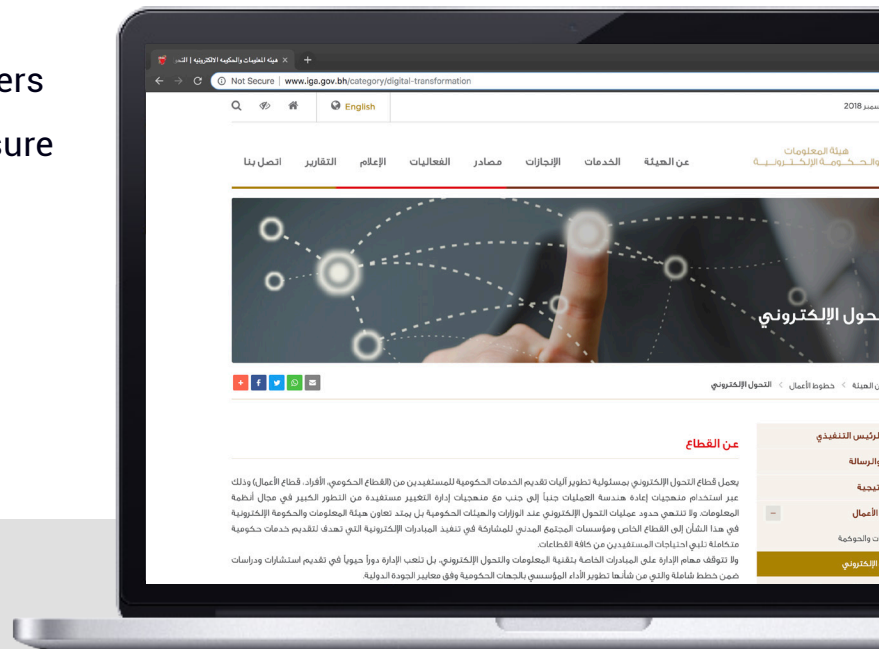 ers
sure
هيئة المعلومات والحكومة الإلكترونية | التحو
Not Secure | www.iga.gov.bh/category/digital-transformation
English
2018
هيئة المعلومات
والـحــكــومــة الإلـكــتــرونــيــة
عن الهيئة الخدمات الإنجازات مصادر الفعاليات الإعلام التقارير اتصل بنا
الإلكتروني
الهيئة > خطوط الأعمال > التحول الإلكتروني
عن القطاع
يعمل قطاع التحول الإلكتروني بمسئولية تطوير آليات تقديم الخدمات الحكومية للمستفيدين من (القطاع الحكومي، الأفراد، قطاع الأعمال) وذلك
عبر استخدام منهجيات إعادة هندسة العمليات جنباً إلى جنب مع منهجيات إدارة التغيير مستفيدة من التطور الكبير في مجال أنظمة
المعلومات. ولا تنتهي حدود عمليات التحول الإلكتروني عند الوزارات والهيئات الحكومية بل يمتد تعاون هيئة المعلومات والحكومة الإلكترونية
في هذا الشأن إلى القطاع الخاص ومؤسسات المجتمع المدني للمشاركة في تنفيذ المبادرات الإلكترونية التي تهدف لتقديم خدمات حكومية
متكاملة تلبي احتياجات المستفيدين من كافة القطاعات.
ولا تتوقف مهام الإدارة على المبادرات الخاصة بتقنية المعلومات والتحول الإلكتروني، بل تلعب الإدارة دوراً حيوياً في تقديم استشارات ودراسات
ضمن خطط شاملة والتي من شأنها تطوير الأداء المؤسسي بالجهات الحكومية وفق معايير الجودة الدولية.
لرئيس التنفيذي
والرسالة
تيجية
الأعمال
ت والحوكمة
الإلكتروني